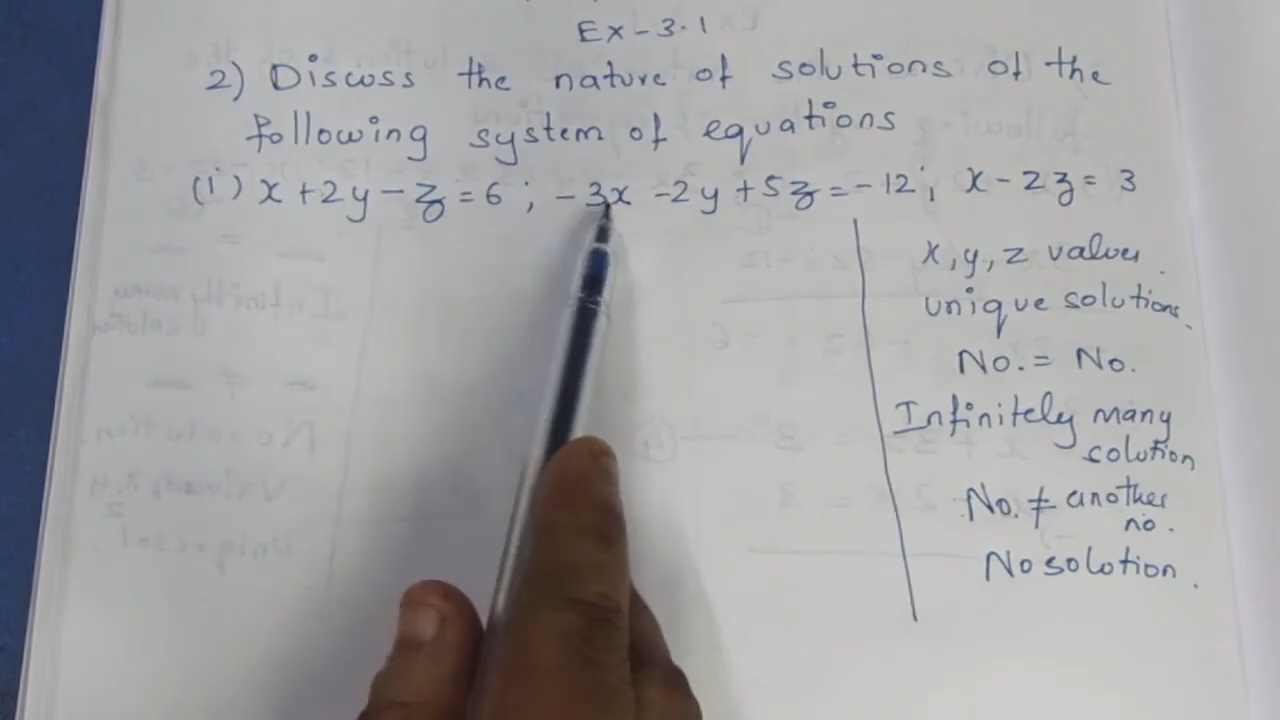 Ex-3.1
2) Discuss the nature of solutions of the
following system of equations
(i) x+2y-z=6; -3x-2y+5z=-12; x-2z=3
x,y,z values
unique solutions.
No. = No.
Infinitely many
solution
No. ≠ another
no.
No solution.